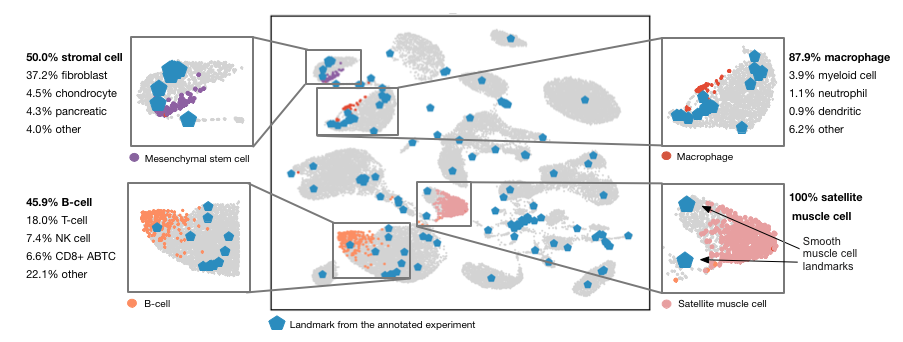 50.0% stromal cell
37.2% fibroblast
4.5% chondrocyte
4.3% pancreatic
4.0% other
Mesenchymal stem cell
87.9% macrophage
3.9% myeloid cell
1.1% neutrophil
0.9% dendritic
6.2% other
Macrophage
45.9% B-cell
18.0% T-cell
7.4% NK cell
6.6% CD8+ ABTC
22.1% other
B-cell
100% satellite
muscle cell
Smooth
muscle cell
landmarks
Satellite muscle cell
Landmark from the annotated experiment